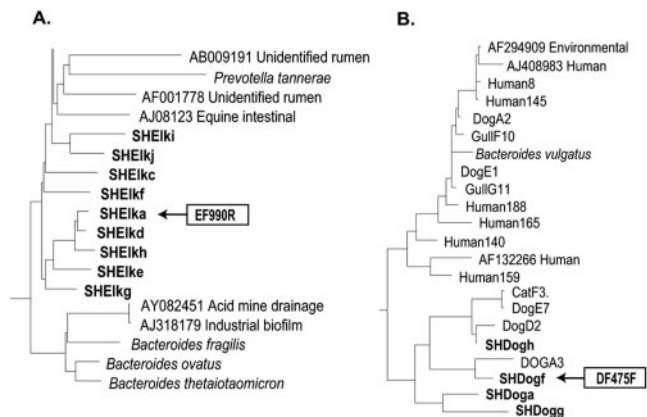 A.
AB009191 Unidentified rumen
Prevotella tannerae
AF001778 Unidentified rumen
AJ08123 Equine intestinal
SHElki
SHElkj
SHElkc
SHElkf
SHElka
EF990R
SHElkd
SHElkh
SHElke
SHElkg
AY082451 Acid mine drainage
AJ318179 Industrial biofilm
Bacteroides fragilis
Bacteroides ovatus
Bacteroides thetaiotaomicron
B.
AF294909 Environmental
AJ408983 Human
Human8
Human145
DogA2
GullF10
Bacteroides vulgatus
DogE1
GullG11
Human188
Human165
Human140
AF132266 Human
Human159
CatF3.
DogE7
DogD2
SHDogh
DOGA3
SHDogf
DF475F
SHDoga
SHDogg